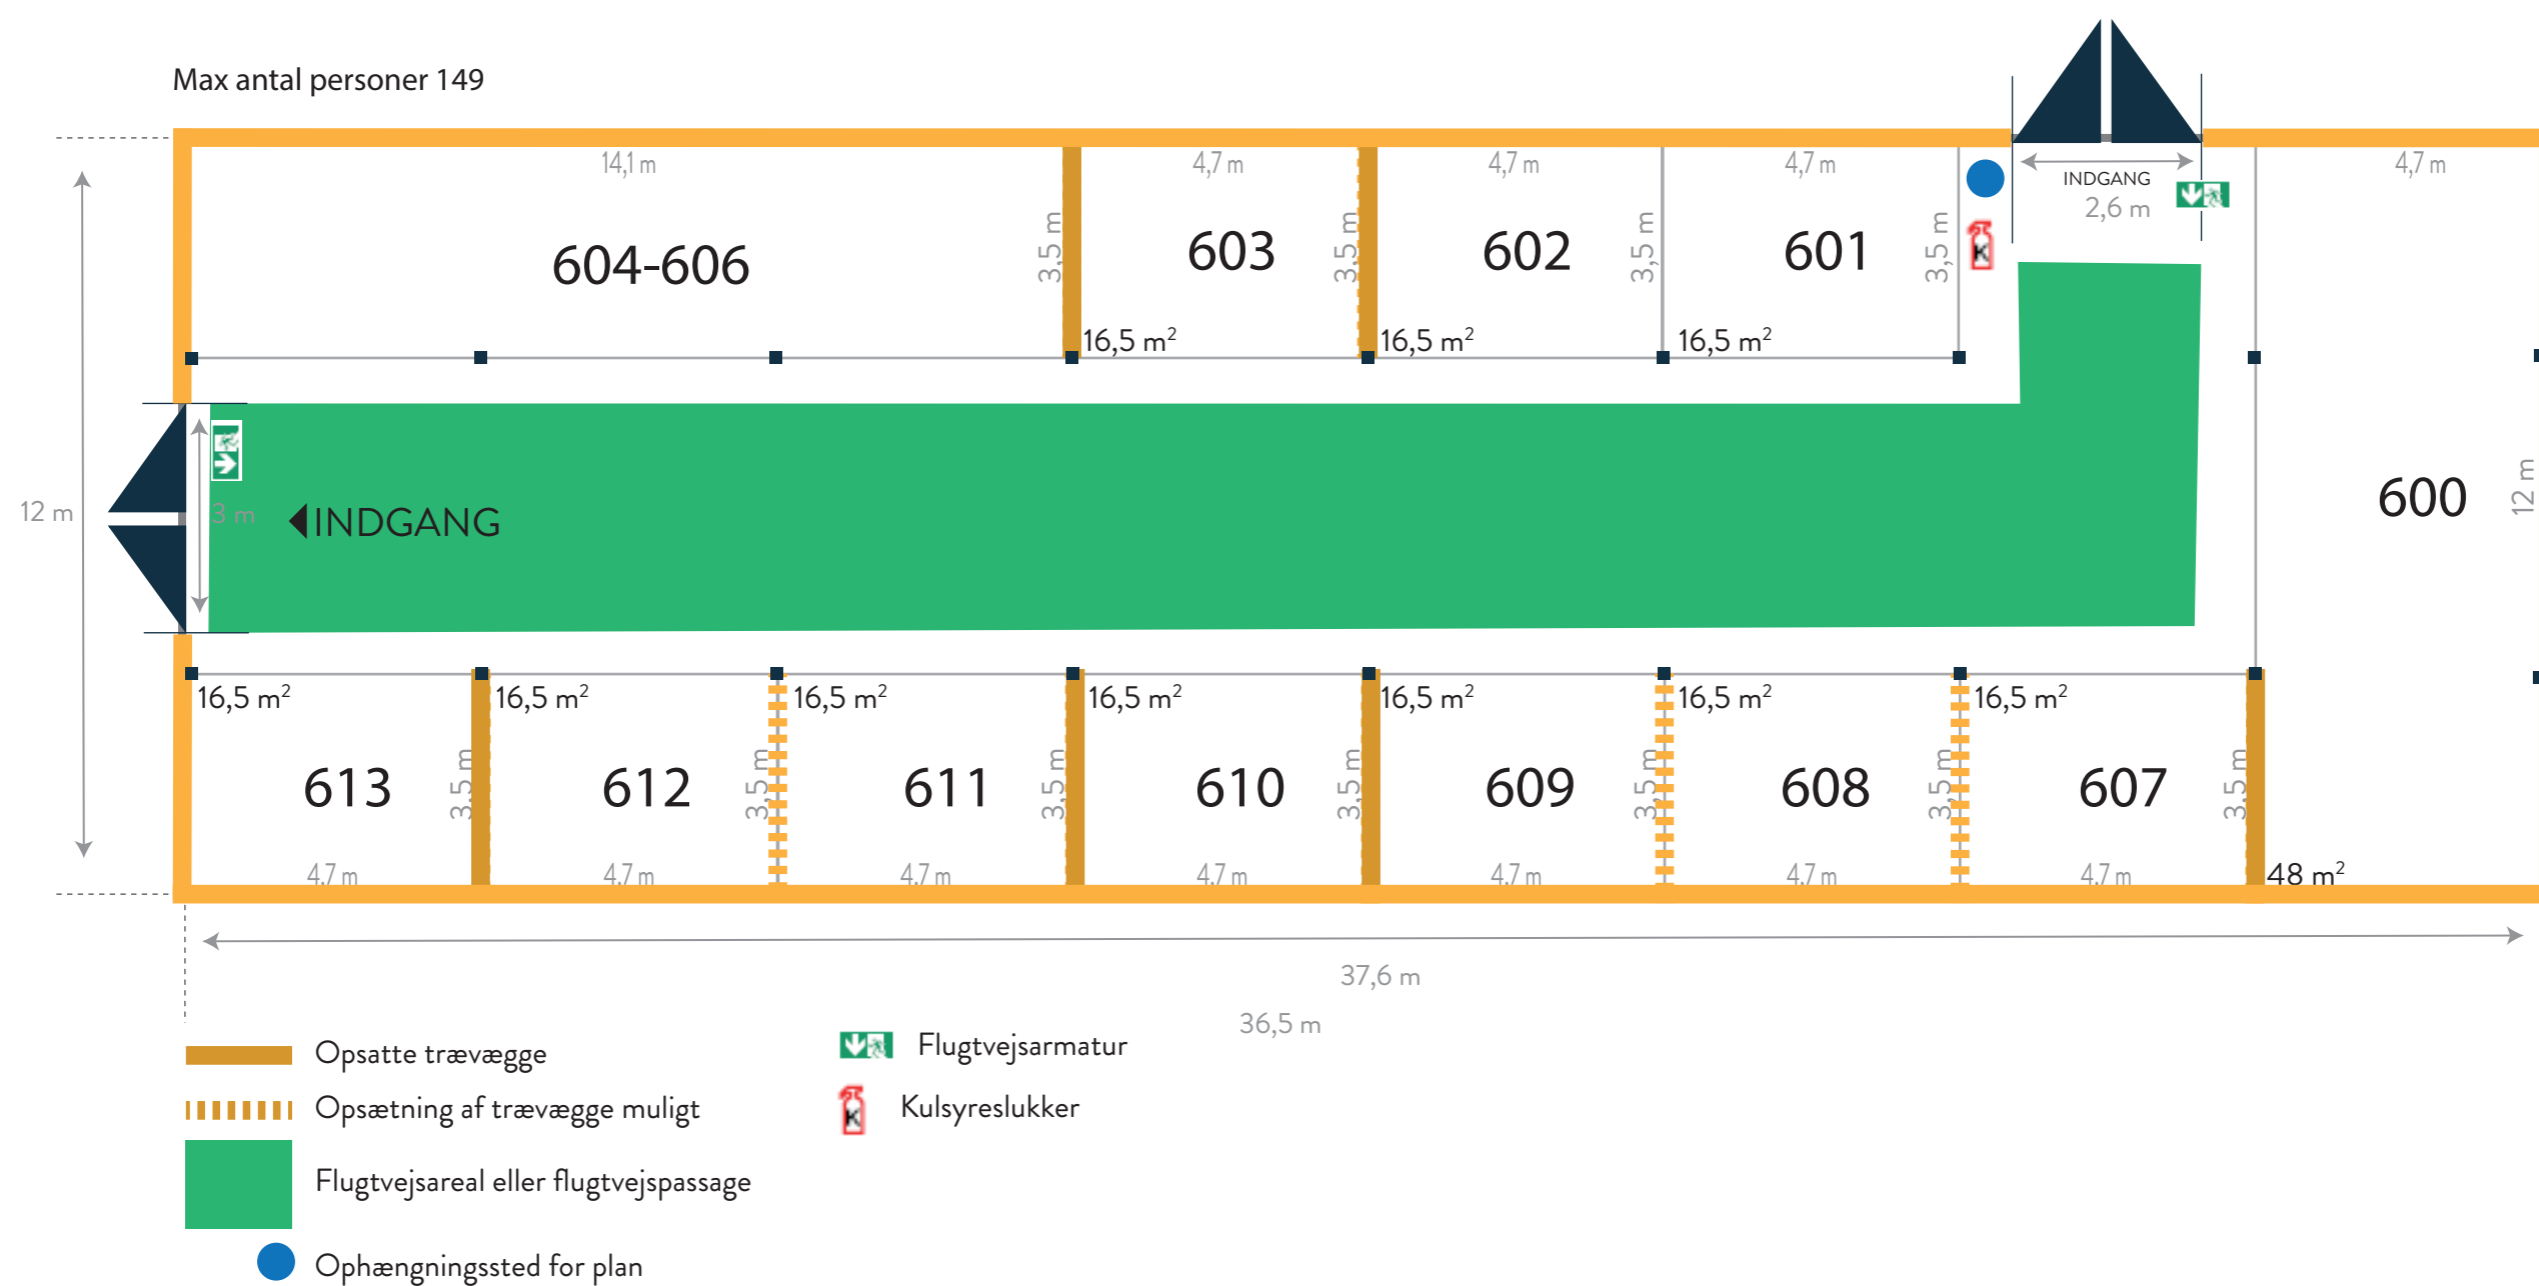 Max antal personer 149
14,1 m
4,7 m
4,7 m
4,7 m
INDGANG
2,6 m
4,7 m
604-606
3,5 m
603
3,5 m
602
3,5 m
601
3,5 m
K
16,5 m²
16,5 m²
16,5 m²
12 m
3 m
INDGANG
600
12 m
16,5 m²
16,5 m²
16,5 m²
16,5 m²
16,5 m²
16,5 m²
16,5 m²
613
3,5 m
612
3,5 m
611
3,5 m
610
3,5 m
609
3,5 m
608
3,5 m
607
3,5 m
4,7 m
4,7 m
4,7 m
4,7 m
4,7 m
4,7 m
4,7 m
48 m²
37,6 m
36,5 m
Opsatte trævægge
Opsætning af trævægge muligt
Flugtvejsareal eller flugtvejspassage
Ophængningssted for plan
Flugtvejsarmatur
K
Kulsyreslukker